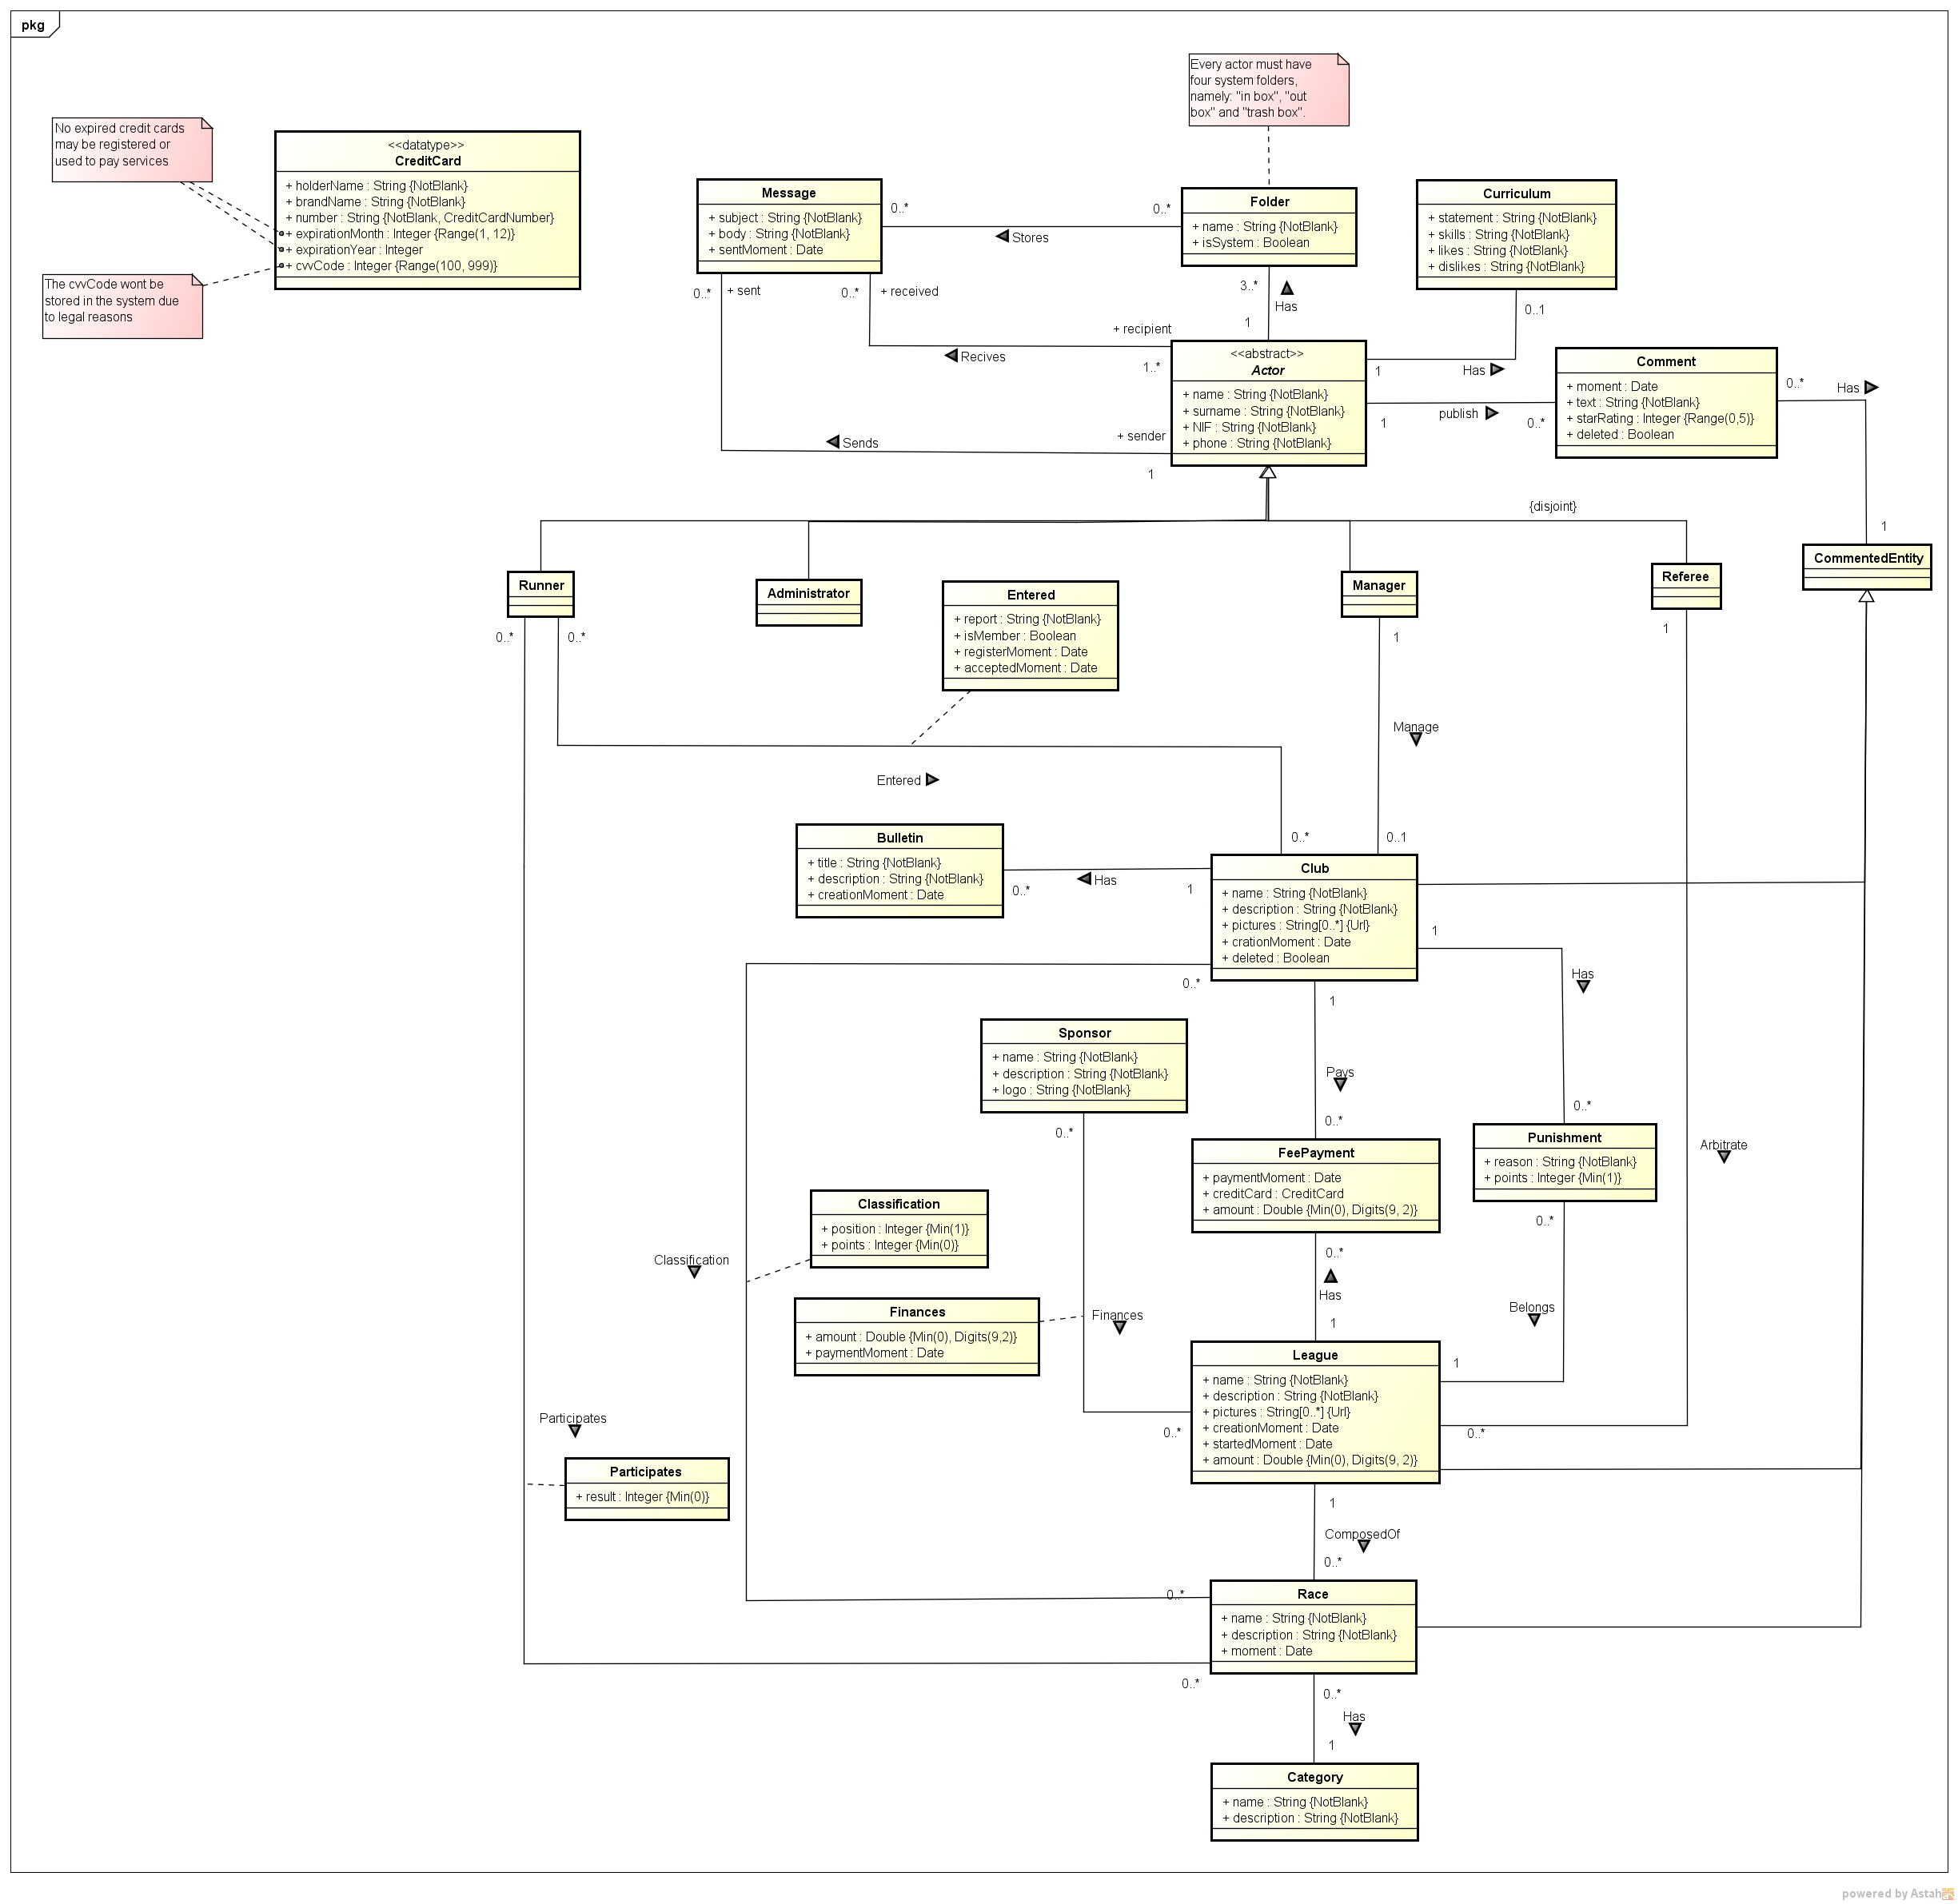 pkg
Every actor must have
four system folders,
namely: "in box", "out
box" and "trash box".
No expired credit cards
may be registered or
used to pay services
The cvvCode wont be
stored in the system due
to legal reasons
<<datatype>>
CreditCard
+ holderName : String {NotBlank}
+ brandName : String {NotBlank}
+ number : String {NotBlank, CreditCardNumber}
+ expirationMonth : Integer {Range(1, 12)}
+ expirationYear : Integer
+ cvvCode : Integer {Range(100, 999)}
Message
+ subject : String {NotBlank}
+ body : String {NotBlank}
+ sentMoment : Date
0..*
0..*
Stores
Folder
+ name : String {NotBlank}
+ isSystem : Boolean
Curriculum
+ statement : String {NotBlank}
+ skills : String {NotBlank}
+ likes : String {NotBlank}
+ dislikes : String {NotBlank}
0..*
+ sent
0..*
+ received
3..*
Has
1
0..1
+ recipient
Recives
1..*
<<abstract>>
Actor
+ name : String {NotBlank}
+ surname : String {NotBlank}
+ NIF : String {NotBlank}
+ phone : String {NotBlank}
1
Has
publish
1
0..*
Comment
+ moment : Date
+ text : String {NotBlank}
+ starRating : Integer {Range(0,5)}
+ deleted : Boolean
0..*
Has
+ sender
Sends
1
{disjoint}
1
CommentedEntity
Runner
Administrator
Entered
+ report : String {NotBlank}
+ isMember : Boolean
+ registerMoment : Date
+ acceptedMoment : Date
Manager
Referee
0..*
0..*
1
1
Manage
Entered
0..*
0..1
Bulletin
+ title : String {NotBlank}
+ description : String {NotBlank}
+ creationMoment : Date
0..*
Has
1
Club
+ name : String {NotBlank}
+ description : String {NotBlank}
+ pictures : String[0..*] {Url}
+ crationMoment : Date
+ deleted : Boolean
1
Has
0..*
1
Sponsor
+ name : String {NotBlank}
+ description : String {NotBlank}
+ logo : String {NotBlank}
Pays
0..*
0..*
0..*
FeePayment
+ paymentMoment : Date
+ creditCard : CreditCard
+ amount : Double {Min(0), Digits(9, 2)}
Punishment
+ reason : String {NotBlank}
+ points : Integer {Min(1)}
Arbitrate
Classification
+ position : Integer {Min(1)}
+ points : Integer {Min(0)}
Classification
0..*
0..*
Has
1
Belongs
1
Finances
+ amount : Double {Min(0), Digits(9,2)}
+ paymentMoment : Date
Finances
League
+ name : String {NotBlank}
+ description : String {NotBlank}
+ pictures : String[0..*] {Url}
+ creationMoment : Date
+ startedMoment : Date
+ amount : Double {Min(0), Digits(9, 2)}
0..*
0..*
Participates
Participates
+ result : Integer {Min(0)}
1
ComposedOf
0..*
0..*
Race
+ name : String {NotBlank}
+ description : String {NotBlank}
+ moment : Date
0..*
0..*
Has
1
Category
+ name : String {NotBlank}
+ description : String {NotBlank}
powered by Astah